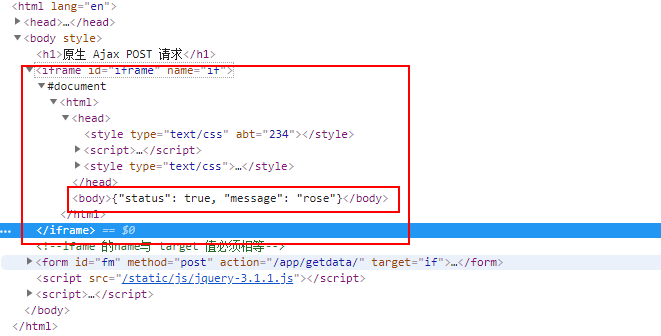 <html lang="en">
<head>…</head>
<body style>
<h1>原生 Ajax POST 请求</h1>
<iframe id="iframe" name="if">
#document
<html>
<head>
<style type="text/css" abt="234"></style>
<script>…</script>
<style type="text/css">…</style>
</head>
<body>{"status": true, "message": "rose"}</body>
</html>
… </iframe> == $0
<!--iframe 的name与 target 值必须相等-->
<form id="fm" method="post" action="/app/getdata/" target="if">…</form>
<script src="/static/js/jquery-3.1.1.js"></script>
<script>…</script>
</body>
</html>